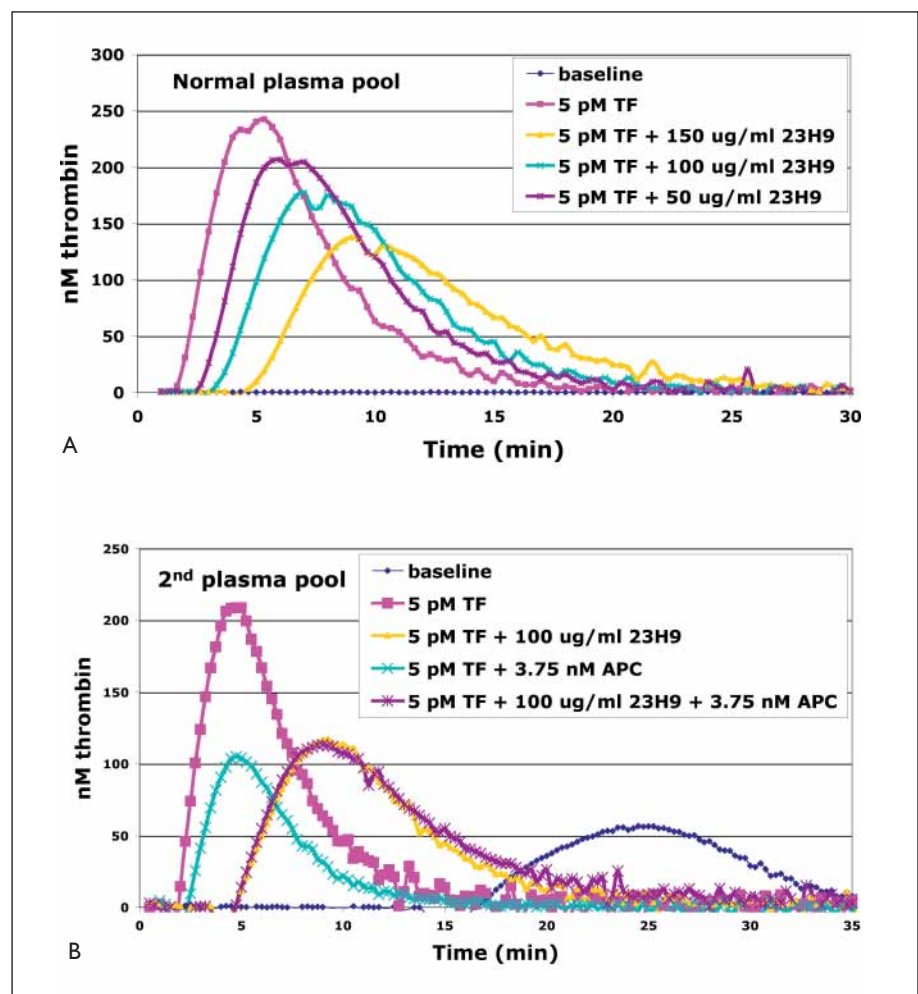 Normal plasma pool
baseline
5 pM TF
5 pM TF + 150 ug/ml 23H9
5 pM TF + 100 ug/ml 23H9
5 pM TF + 50 ug/ml 23H9
300
250
200
150
100
50
0
nM thrombin
0 5 10 15 20 25 30
Time (min)
A
2nd plasma pool
baseline
5 pM TF
5 pM TF + 100 ug/ml 23H9
5 pM TF + 3.75 nM APC
5 pM TF + 100 ug/ml 23H9 + 3.75 nM APC
250
200
150
100
50
0
nM thrombin
0 5 10 15 20 25 30 35
Time (min)
B